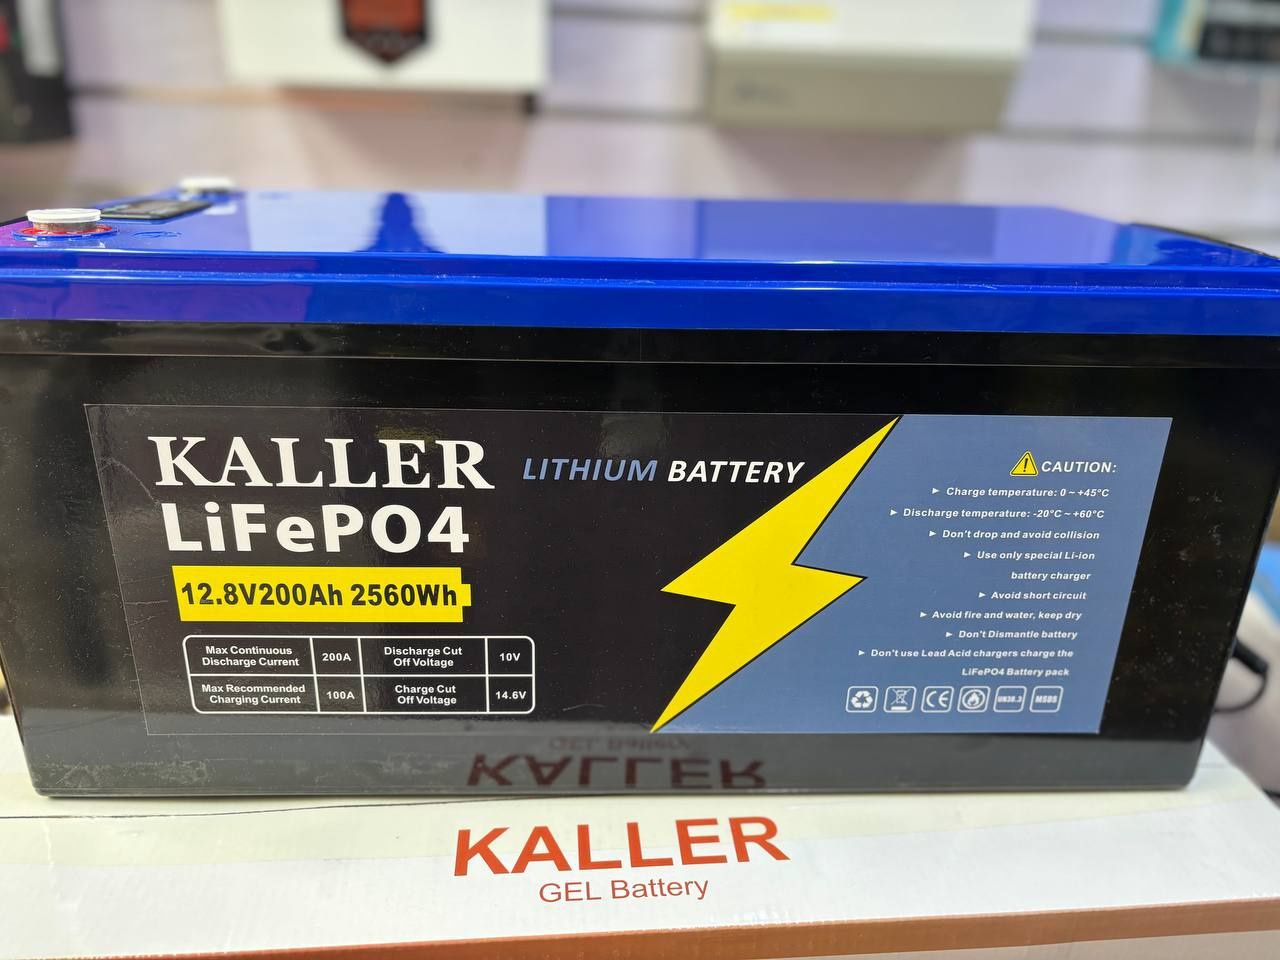 KALLER
LiFePO4
LITHIUM BATTERY
12.8V200Ah 2560Wh
Max Continuous Discharge Current 200A Discharge Cut Off Voltage 10V
Max Recommended Charging Current 100A Charge Cut Off Voltage 14.6V
CAUTION:
► Charge temperature: 0 ~ +45°C
► Discharge temperature: -20°C ~ +60°C
► Don't drop and avoid collision
► Use only special Li-ion
battery charger
► Avoid short circuit
► Avoid fire and water, keep dry
► Don't Dismantle battery
► Don't use Lead Acid chargers charge the
LiFePO4 Battery pack
CE UN38.3 MSDS
KALLER
GEL Battery